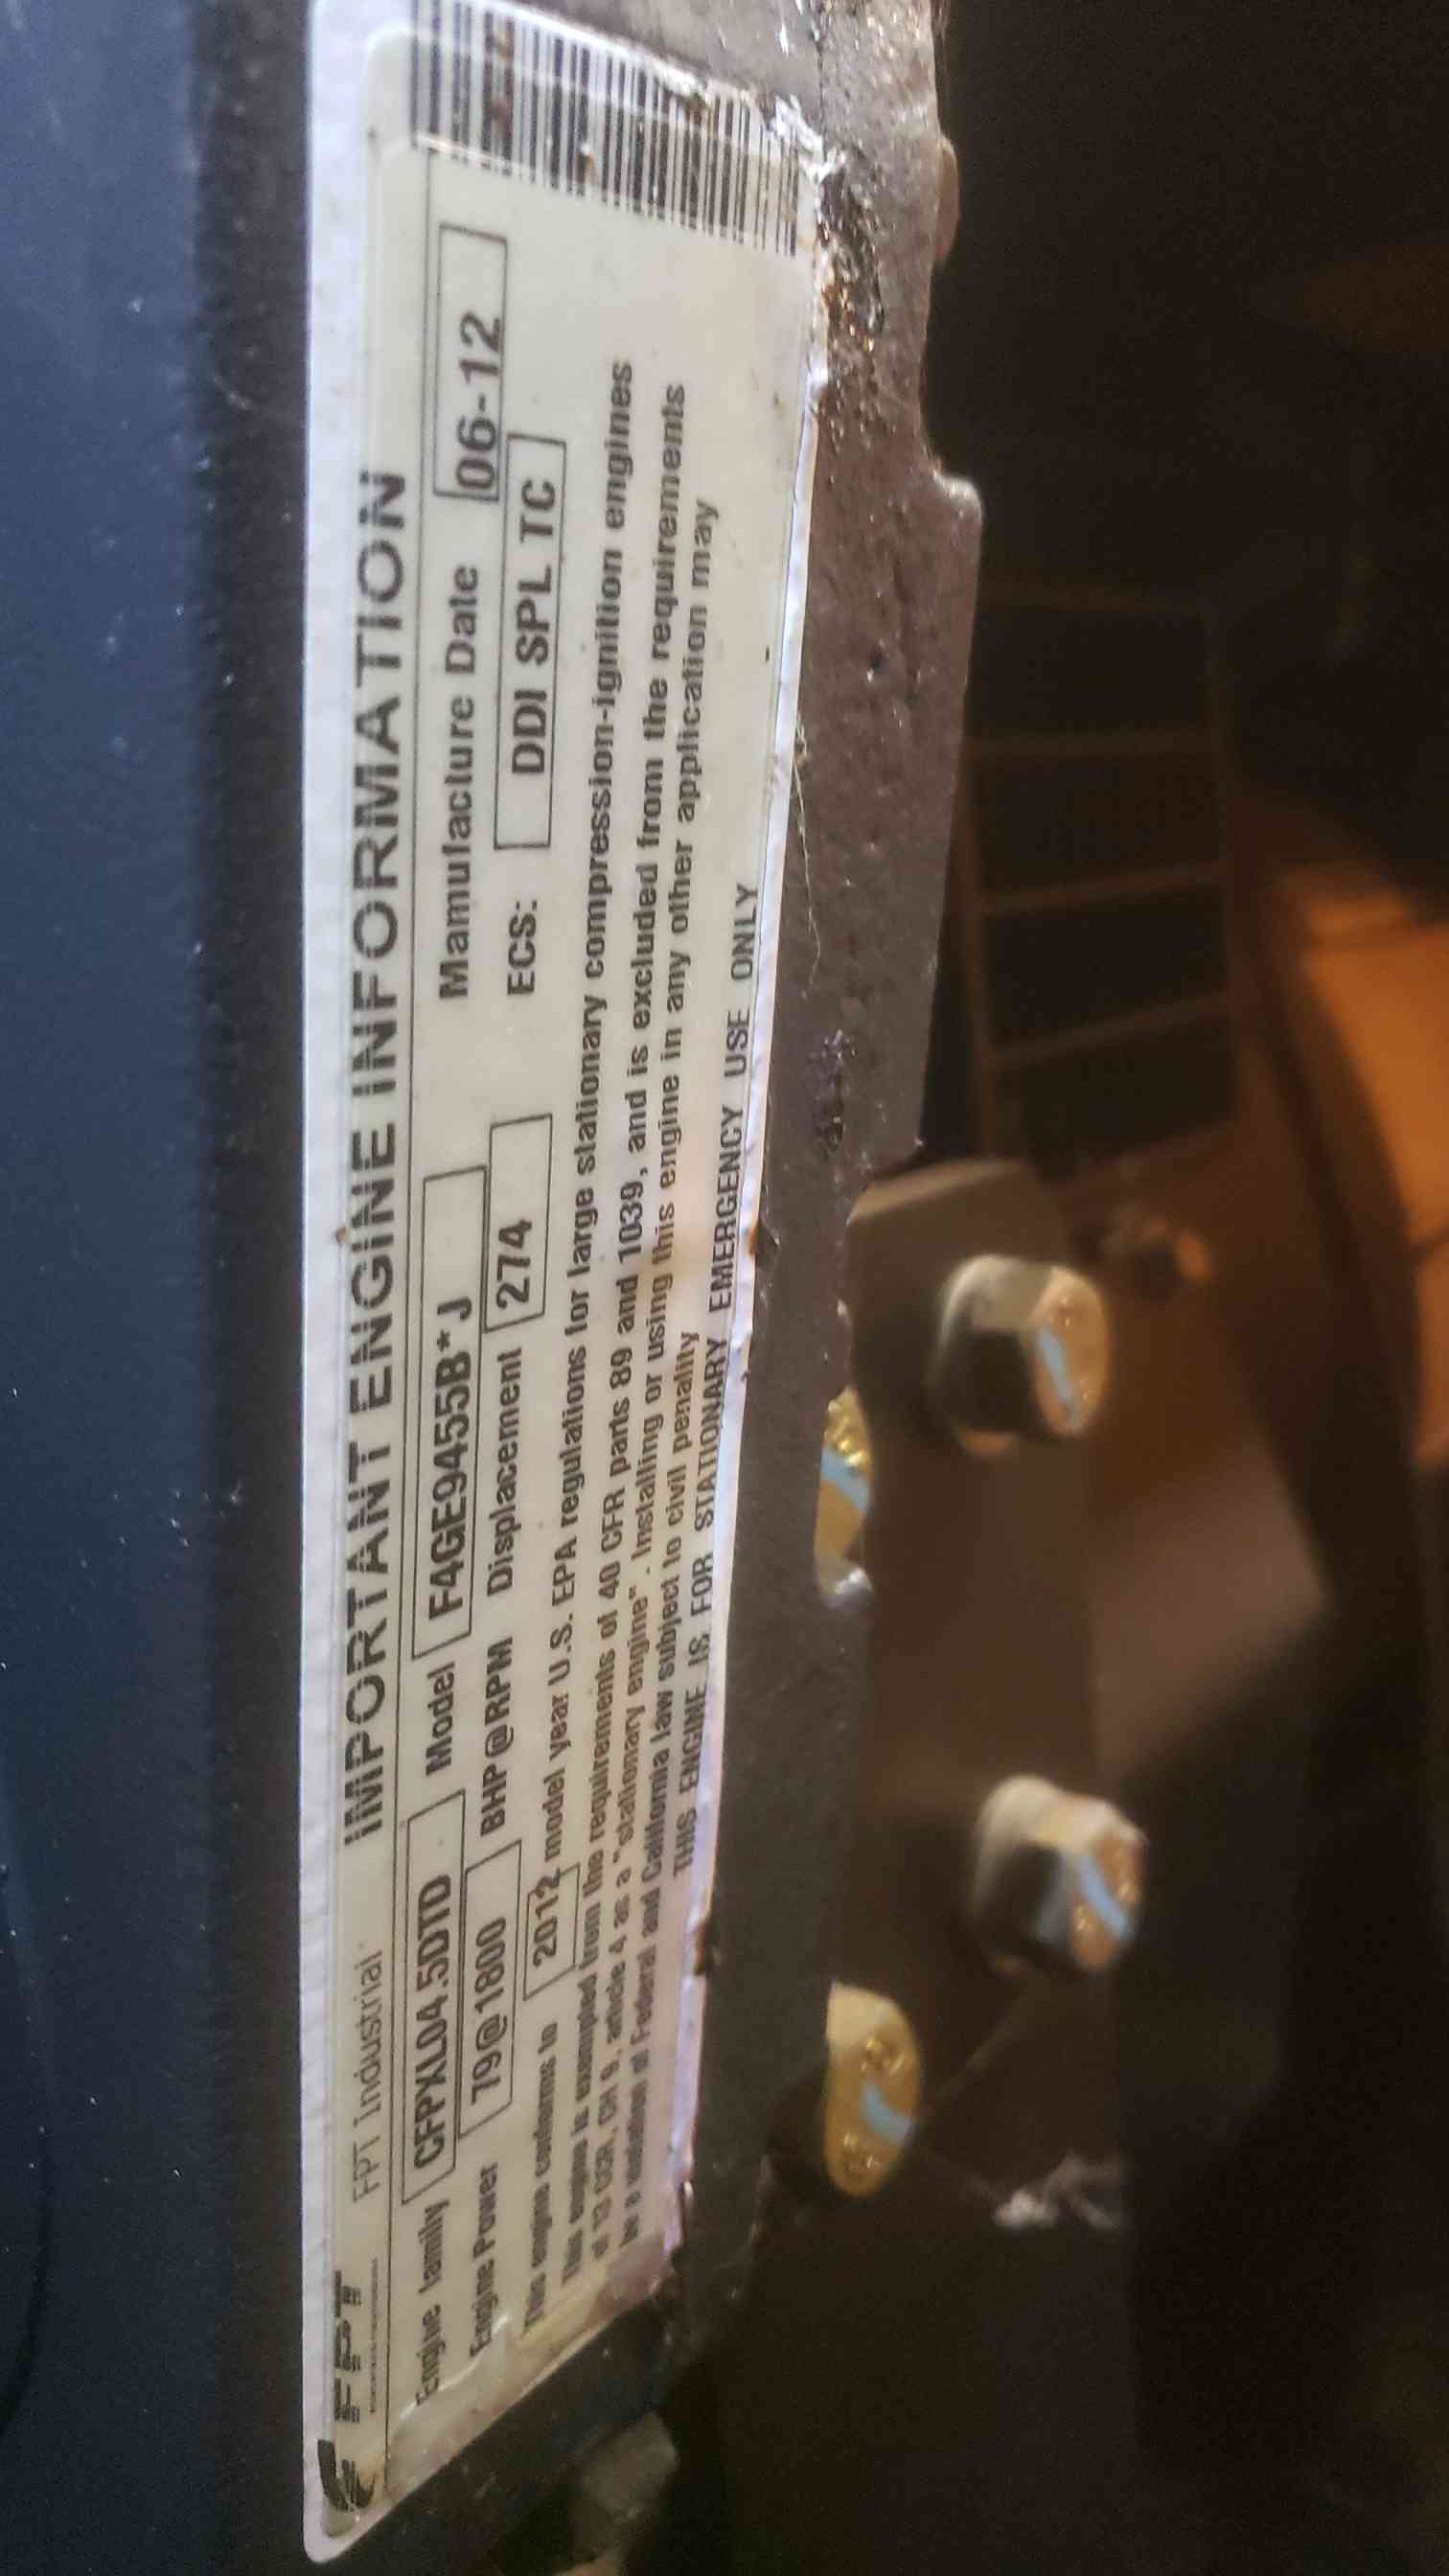 FPT FPT Industrial IMPORTANT ENGINE INFORMATION
Engine family CFPXL04.5DTD Model F4GE9455B*J Mamufacture Date 06-12
Engine Power 79@1800 BHP@RPM Displacement 274 ECS: DDI SPL TC
This engine conforms to 2012 model year U.S. EPA regulations for large stationary compression-ignition engines
This engine is exempted from the requirements of 40 CFR parts 89 and 1039, and is excluded from the requirements
of 13 CCR, CH 9, article 4 as a "stationary engine". Installing or using this engine in any other application may
be a violation of Federal and California law subject to civil penality
THIS ENGINE IS FOR STATIONARY EMERGENCY USE ONLY